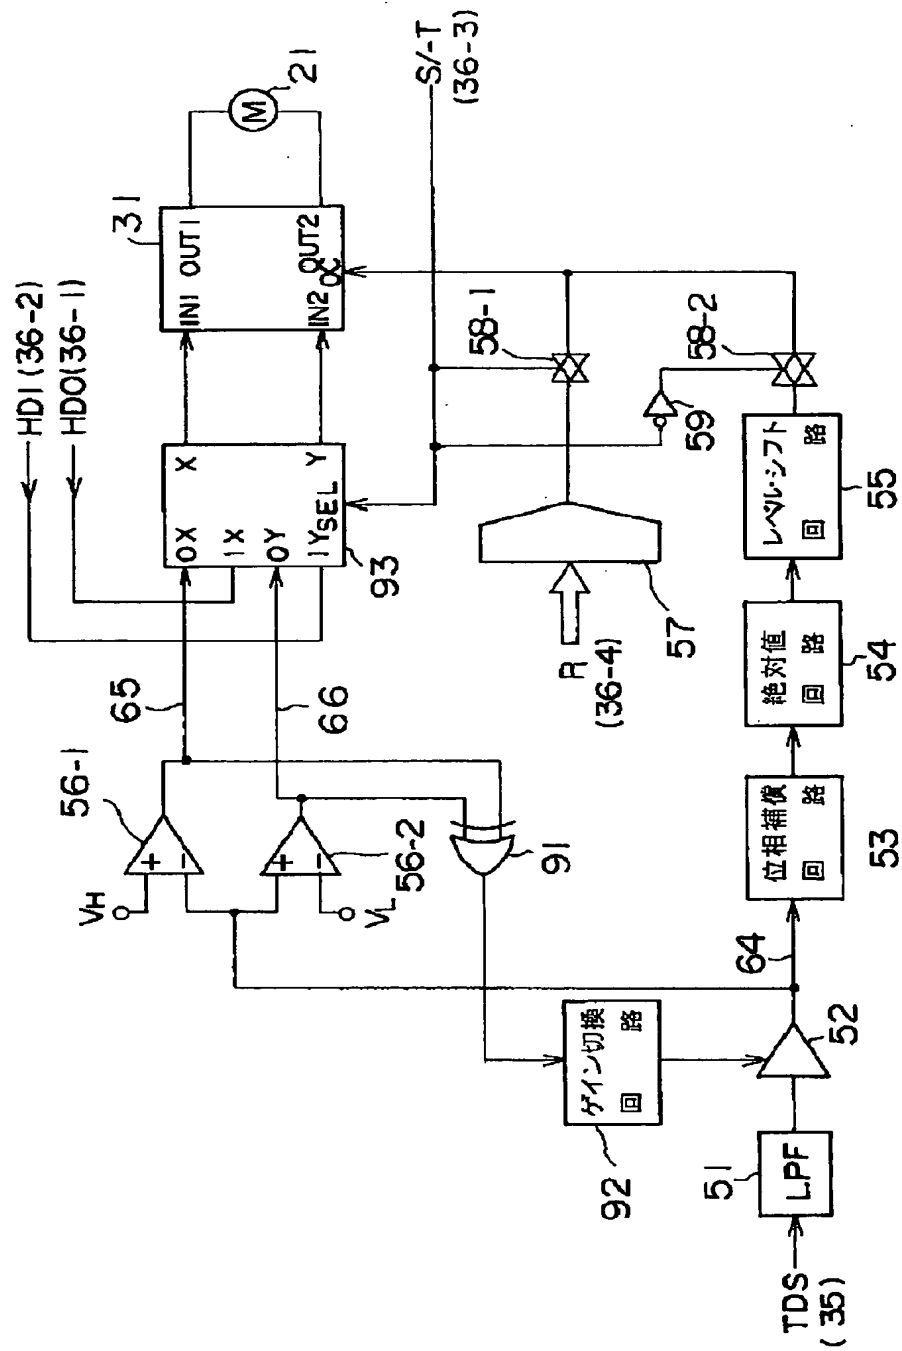 HD1(36-2)
HD0(36-1)
31
21
M
IN1 OUT1
IN2
OUT2
OC
S/-T
(36-3)
0X
X
1X
0Y
1Y
Y
SEL
93
65
66
56-1
56-2
VH
VL
+
−
+
−
91
92
ゲイン切換
回路
58-1
58-2
59
57
R
(36-4)
TDS
(35)
51
LPF
52
64
53
位相補償
回路
54
絶対値
回路
55
レベル・シフト
回路